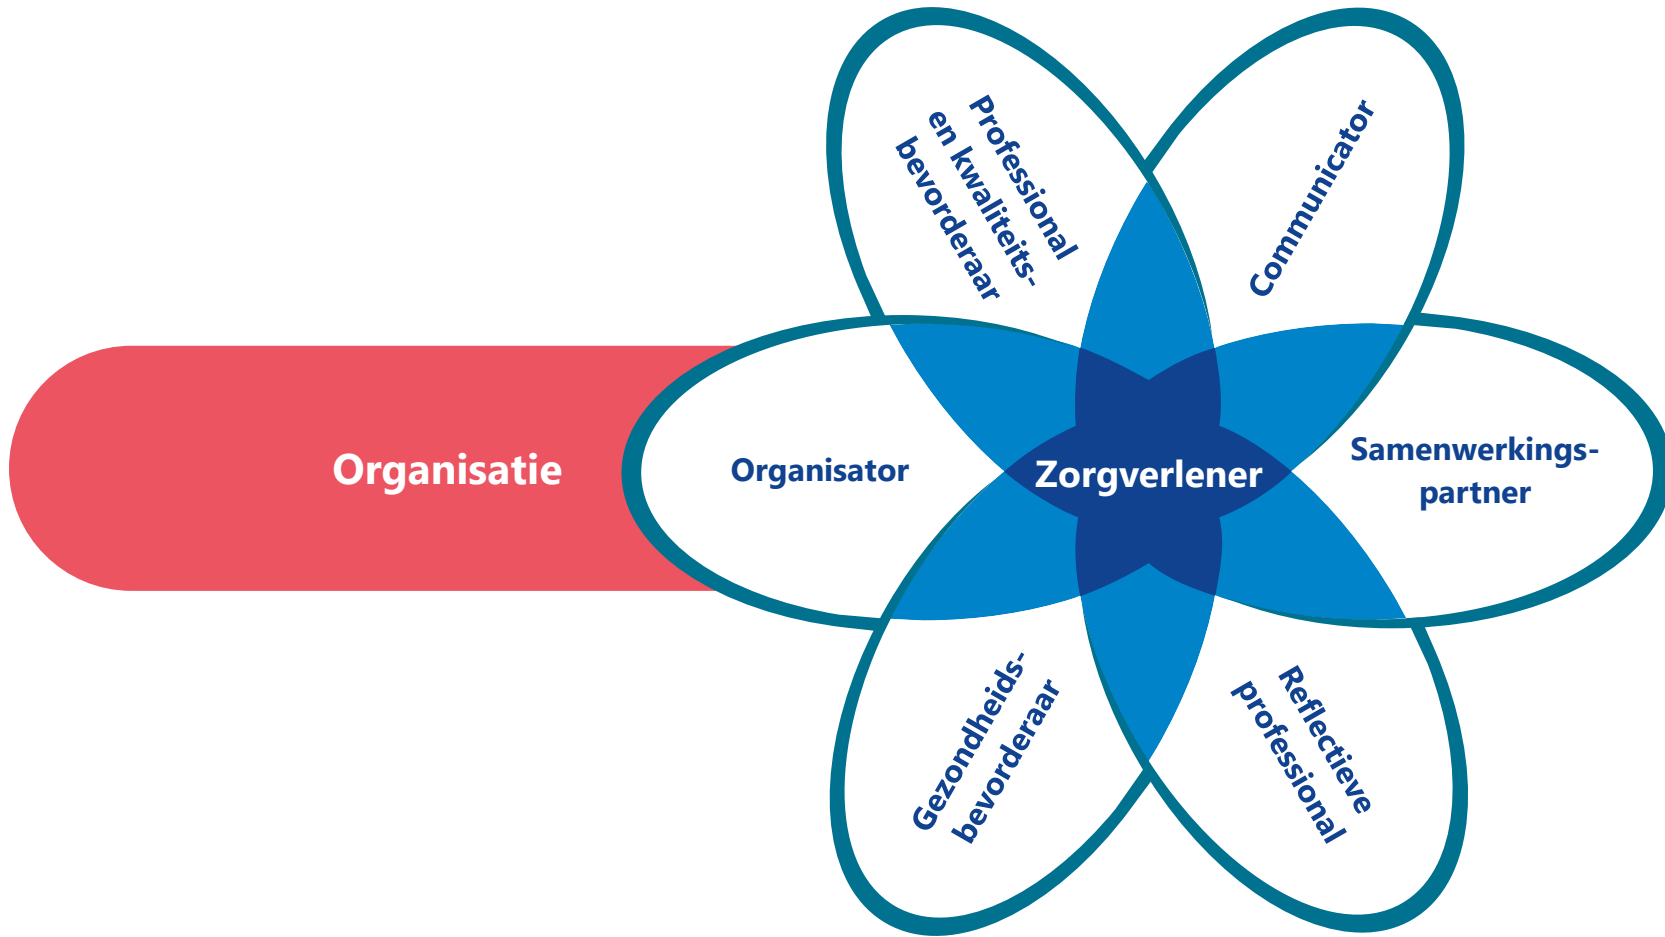 Professional
en kwaliteits-
bevorderaar
Communicator
Organisatie
Organisator
Zorgverlener
Samenwerkings-
partner
Gezondheids-
bevorderaar
Reflectieve
professional